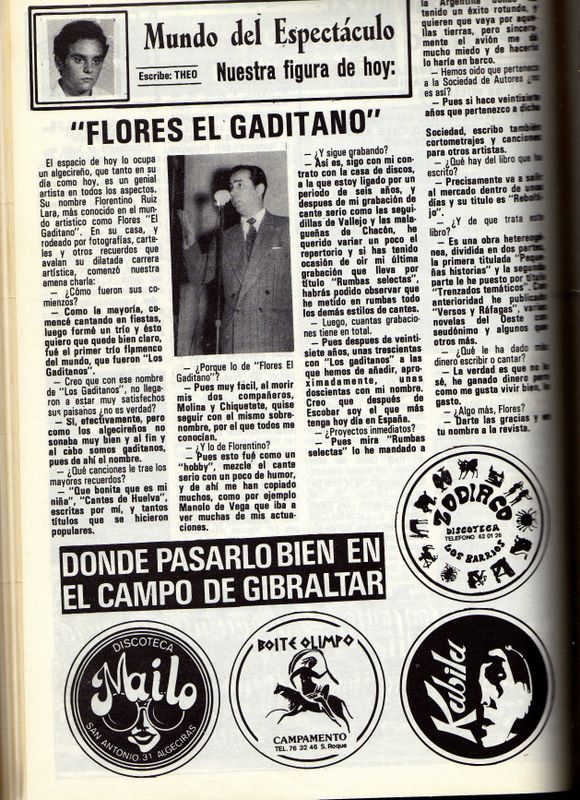 Mundo del Espectáculo
Escribe: THEO
Nuestra figura de hoy:
"FLORES EL GADITANO"
El espacio de hoy lo ocupa
un algecireño, que tanto en su
día como hoy, es un genial
artista en todos los aspectos.
Su nombre Florentino Ruiz
Lara, más conocido en el mundo
artístico como Flores "El
Gaditano". En su casa, y
rodeado por fotografías, carte-
les y otros recuerdos que
avalan su dilatada carrera
artística, comenzó nuestra
amena charla:
— ¿Cómo fueron sus co-
mienzos?
— Como la mayoría, co-
mencé cantando en fiestas,
luego formé un trío y ésto
quiero que quede bien claro,
fué el primer trío flamenco
del mundo, que fueron "Los
Gaditanos".
— Creo que con ese nombre
de "Los Gaditanos", no llega-
ron a estar muy satisfechos
sus paisanos ¿no es verdad?
— Sí, efectivamente, pero
como los algecireños no
sonaba muy bien y al fin y
al cabo somos gaditanos,
pues de ahí el nombre.
— ¿Qué canciones le trae los
mayores recuerdos?
— "Que bonita que es mi
niña", "Cantes de Huelva",
escritas por mí, y tantos
títulos que se hicieron
populares.
— ¿Porque lo de "Flores El
Gaditano"?
— Pues muy fácil, al morir
mis dos compañeros,
Molina y Chiquete, quise
seguir con el mismo sobre-
nombre, por el que todos me
conocían.
— ¿Y lo de Florentino?
— Pues esto fué como un
"hobby", mezcle el cante
serio con un poco de humor,
y de ahí me han copiado
muchos, como por ejemplo
Manolo de Vega que iba a
ver muchas de mis actua-
ciones.
— ¿Y sigue grabando?
— Así es, sigo con mi con-
trato con la casa de discos,
a la que estoy ligado por un
periodo de seis años, y
despues de mi grabación de
cante serio como las segui-
dillas de Vallejo y las mala-
gueñas de Chacón, he
querido variar un poco el
repertorio y si has tenido
ocasión de oir mi última
grabación que lleva por
título "Rumbas selectas",
habrás podido observar que
he metido en rumbas todo
los demás estilos de cantes.
— Luego, cuantas grabacio-
nes tiene en total.
— Pues despues de veinti-
siete años, unas trescientas
con "Los gaditanos" a las
que hemos de añadir, apro-
ximadamente, unas
doscientas con mi nombre.
Creo que después de
Escobar soy el que más
tenga hoy día en España.
— ¿Proyectos inmediatos?
— Pues mira "Rumbas
selectas" lo he mandado a
la Argentina donde
tenido un éxito rotundo, y
quieren que vaya por aque-
llas tierras, pero sincera-
mente el avión me da
mucho miedo y de hacerlo
lo haría en barco.
— Hemos oido que pertenece
a la Sociedad de Autores ¿no
es así?
— Pues si hace veintisiete
años que pertenezco a dicha
Sociedad, escribo también
cortometrajes y canciones
para otros artistas.
— ¿Qué hay del libro que ha
escrito?
— Precisamente va a salir
al mercado dentro de unos
días y su titulo es "Rebolti-
jo".
— ¿Y de que trata este
libro?
— Es una obra heterogé-
nea, dividida en dos partes,
la primera titulada "Peque-
ñas historias" y la segunda
parte le he puesto por título
"Trenzados temáticos". Con
anterioridad he publicado
"Versos y Ráfagas", varias
novelas del Oeste con
seudónimo y algunos que
otros más.
— ¿Qué le ha dado más
dinero escribir o cantar?
— La verdad es que no lo
sé, he ganado dinero pero
como me gusta vivir bien, lo
gasto.
— ¿Algo más, Flores?
— Darte las gracias y en
tu nombre a la revista.
DONDE PASARLO BIEN EN
EL CAMPO DE GIBRALTAR
ZODIACO
DISCOTECA
TELEFONO 62 01 26
LOS BARRIOS
DISCOTECA
Mailo
SAN ANTONIO, 31 ALGECIRAS
BOITE OLIMPO
CAMPAMENTO
TEL. 76 32 46 S. Roque
Kabila